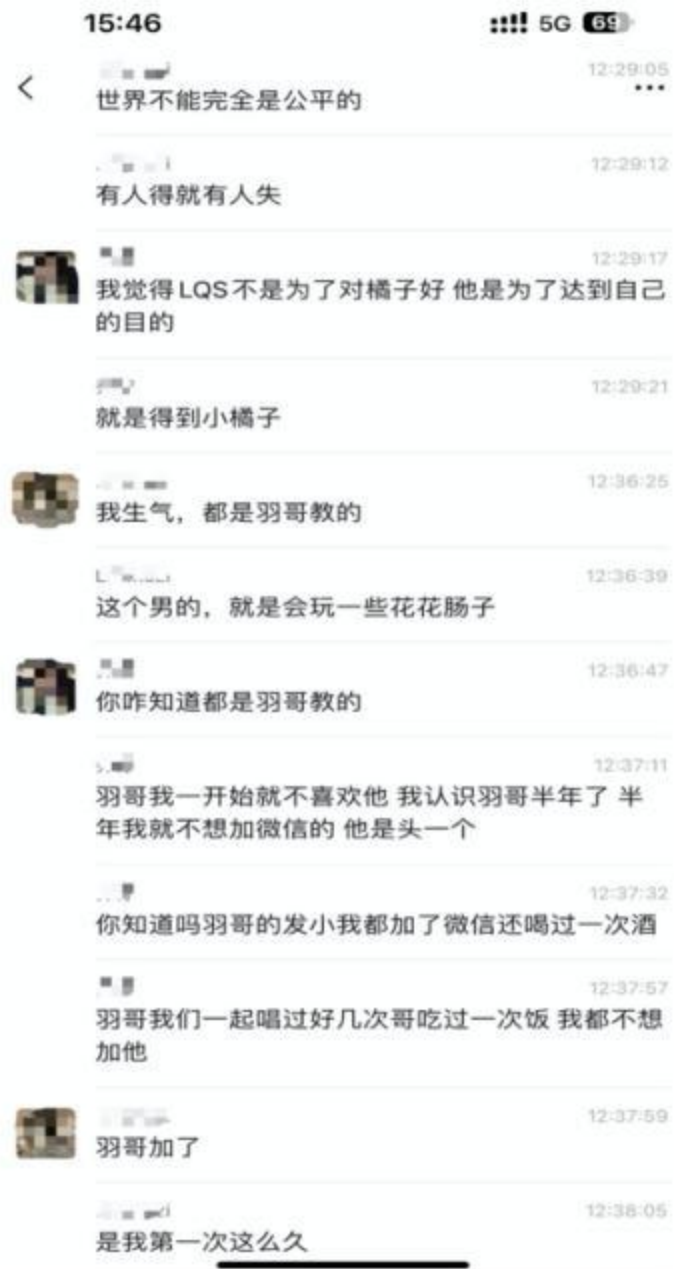 15:46
5G 69
12:29:05
世界不能完全是公平的
12:29:12
有人得就有人失
12:29:17
我觉得LQS不是为了对橘子好 他是为了达到自己
的目的
12:29:21
就是得到小橘子
12:36:25
我生气，都是羽哥教的
12:36:39
这个男的，就是会玩一些花花肠子
12:36:47
你咋知道都是羽哥教的
12:37:11
羽哥我一开始就不喜欢他 我认识羽哥半年了 半
年我就不想加微信的 他是头一个
12:37:32
你知道吗羽哥的发小我都加了微信还喝过一次酒
12:37:57
羽哥我们一起唱过好几次哥吃过一次饭 我都不想
加他
12:37:59
羽哥加了
12:38:05
是我第一次这么久